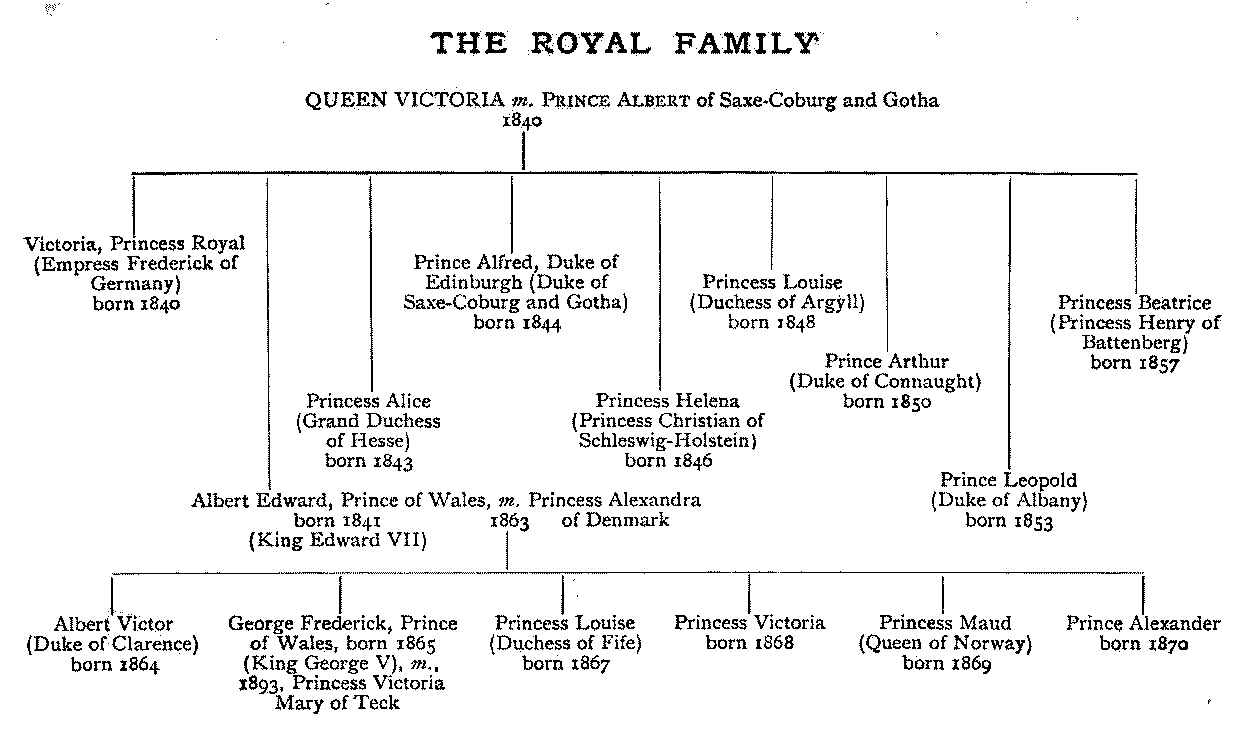 THE ROYAL FAMILY
QUEEN VICTORIA m. PRINCE ALBERT of Saxe-Coburg and Gotha
1840
Victoria, Princess Royal
(Empress Frederick of
Germany)
born 1840
Prince Alfred, Duke of
Edinburgh (Duke of
Saxe-Coburg and Gotha)
born 1844
Princess Louise
(Duchess of Argyll)
born 1848
Princess Beatrice
(Princess Henry of
Battenberg)
born 1857
Prince Arthur
(Duke of Connaught)
born 1850
Princess Alice
(Grand Duchess
of Hesse)
born 1843
Princess Helena
(Princess Christian of
Schleswig-Holstein)
born 1846
Prince Leopold
(Duke of Albany)
born 1853
Albert Edward, Prince of Wales, m. Princess Alexandra
born 1841 1863 of Denmark
(King Edward VII)
Albert Victor
(Duke of Clarence)
born 1864
George Frederick, Prince
of Wales, born 1865
(King George V), m.,
1893, Princess Victoria
Mary of Teck
Princess Louise
(Duchess of Fife)
born 1867
Princess Victoria
born 1868
Princess Maud
(Queen of Norway)
born 1869
Prince Alexander
born 1870